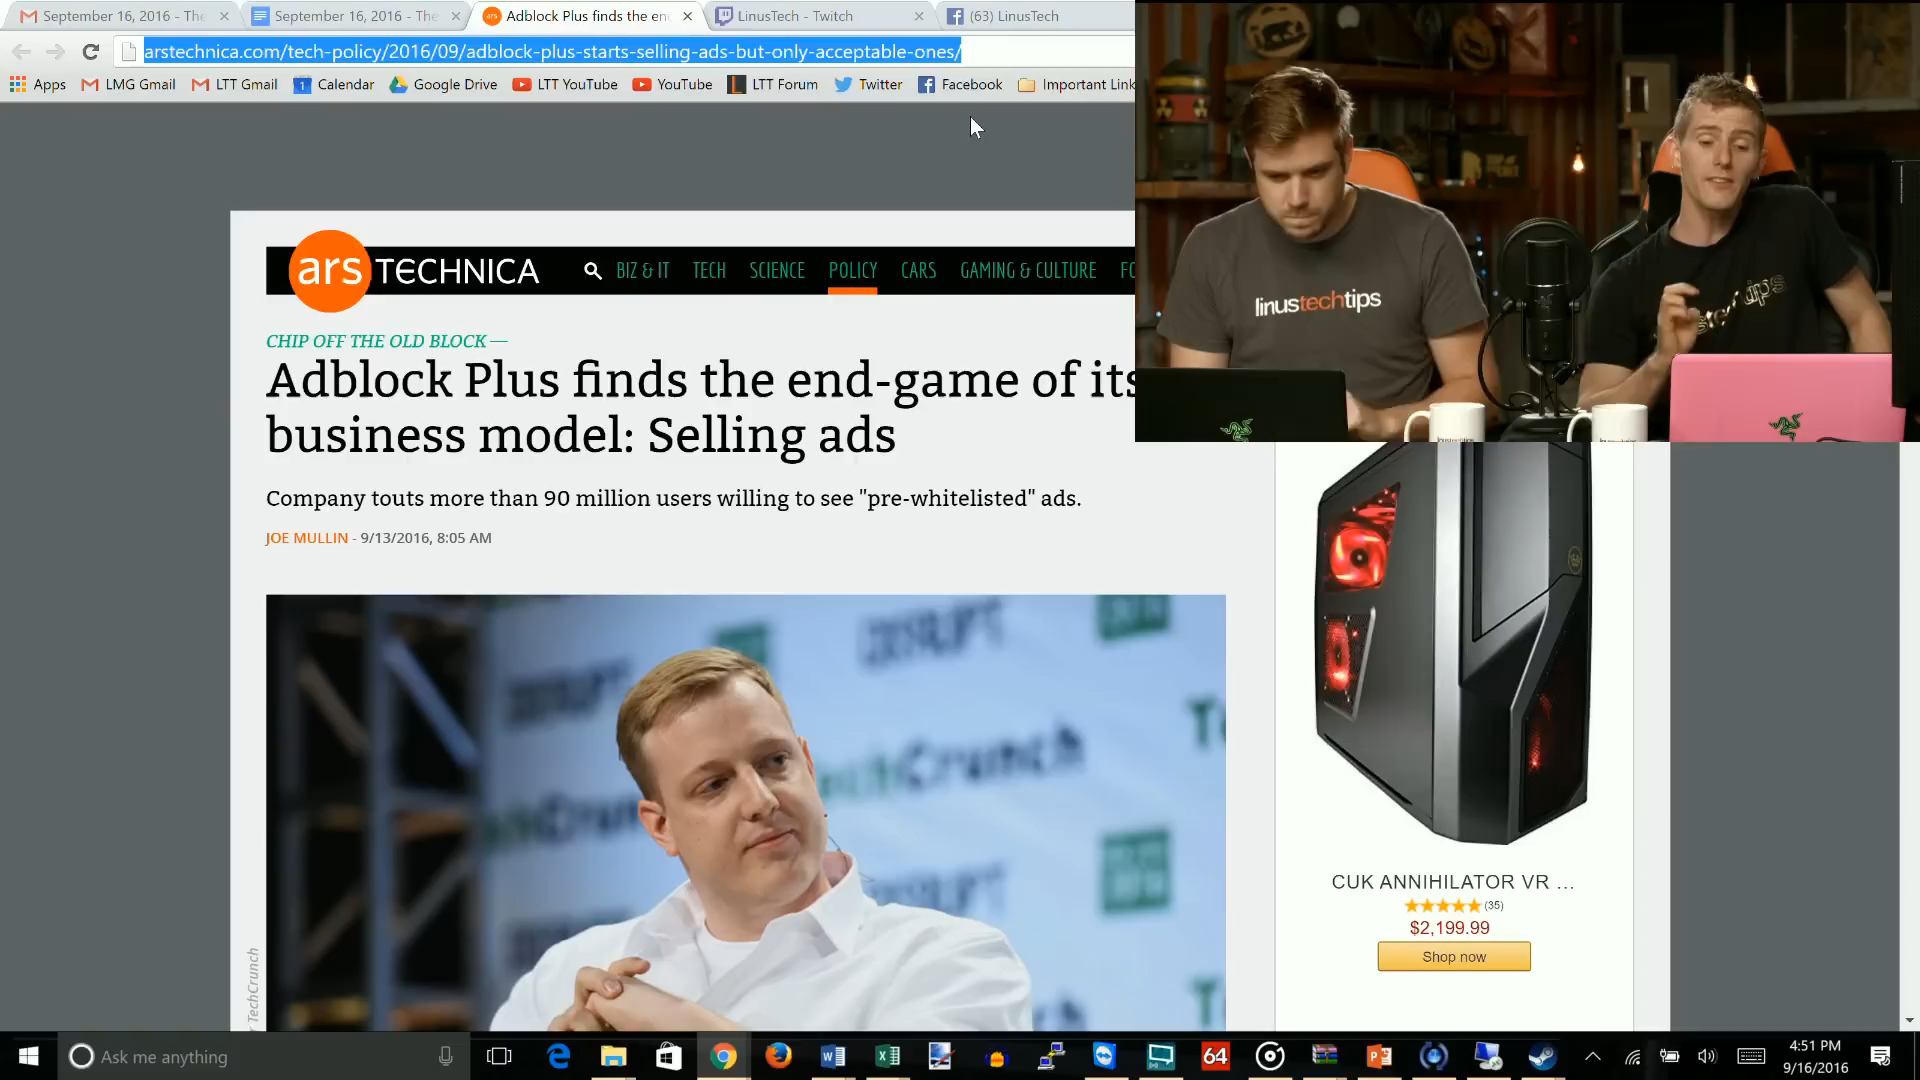 September 16, 2016 - The
September 16, 2016 - The
Adblock Plus finds the en
LinusTech - Twitch
(63) LinusTech
arstechnica.com/tech-policy/2016/09/adblock-plus-starts-selling-ads-but-only-acceptable-ones/
Apps
LMG Gmail
LTT Gmail
1
Calendar
Google Drive
LTT YouTube
YouTube
LTT Forum
Twitter
Facebook
Important Link
ars TECHNICA
BIZ & IT
TECH
SCIENCE
POLICY
CARS
GAMING & CULTURE
FO
CHIP OFF THE OLD BLOCK —
Adblock Plus finds the end-game of its
business model: Selling ads
Company touts more than 90 million users willing to see "pre-whitelisted" ads.
JOE MULLIN - 9/13/2016, 8:05 AM
linustechtips
TechCrunch
TechCrunch
CUK ANNIHILATOR VR ...
(35)
$2,199.99
Shop now
Ask me anything
64
4:51 PM
9/16/2016